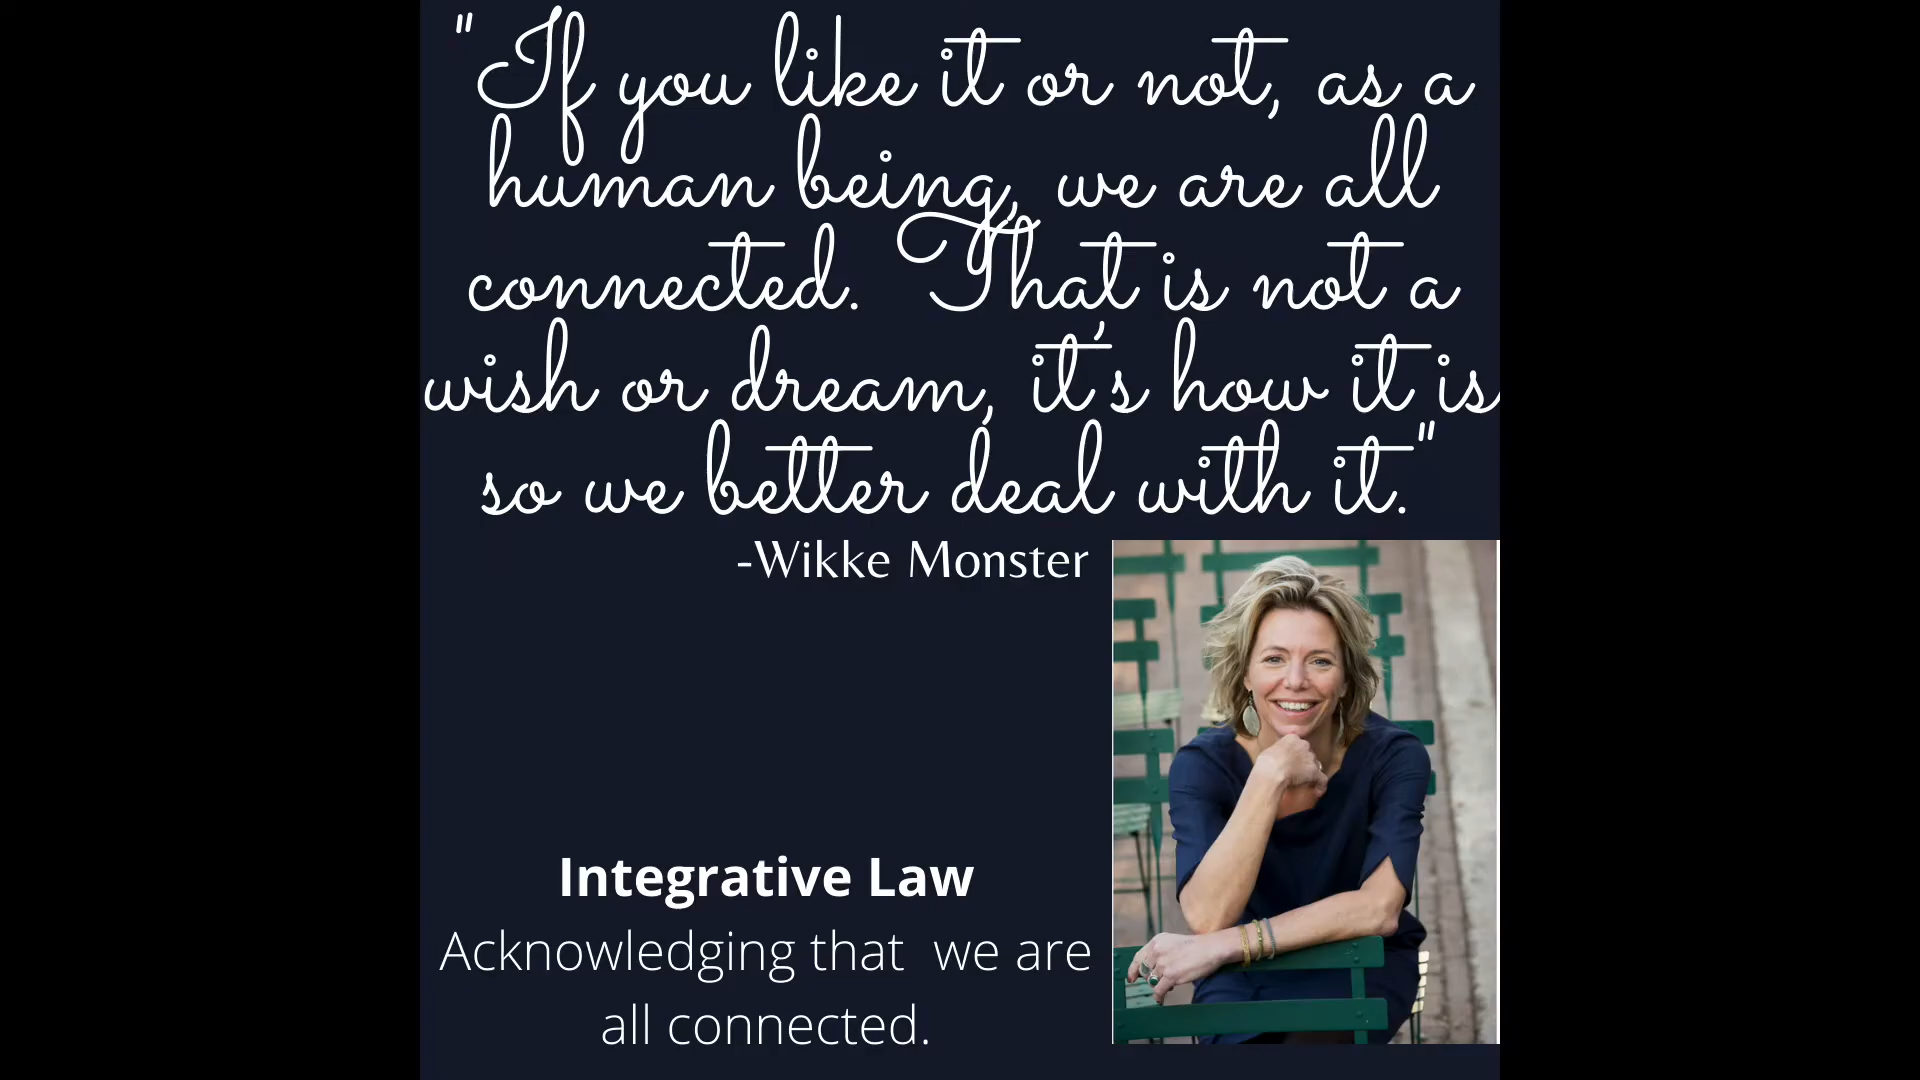 "If you like it or not, as a
human being, we are all
connected. That is not a
wish or dream, it's how it is
so we better deal with it."
-Wikke Monster
Integrative Law
Acknowledging that we are
all connected.